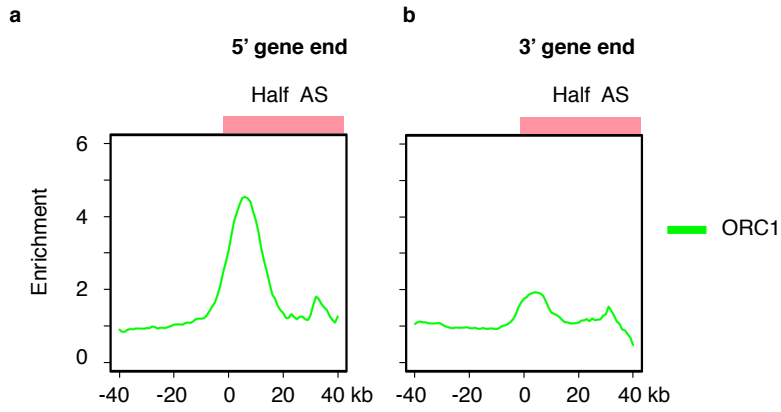 a
b
5’ gene end
3’ gene end
Half AS
Half AS
6
4
2
0
Enrichment
ORC1
-40 -20 0 20 40 kb
-40 -20 0 20 40 kb